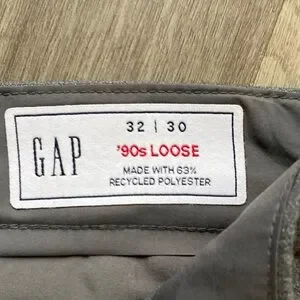 GAP
32 | 30
'90s LOOSE
MADE WITH 63%
RECYCLED POLYESTER